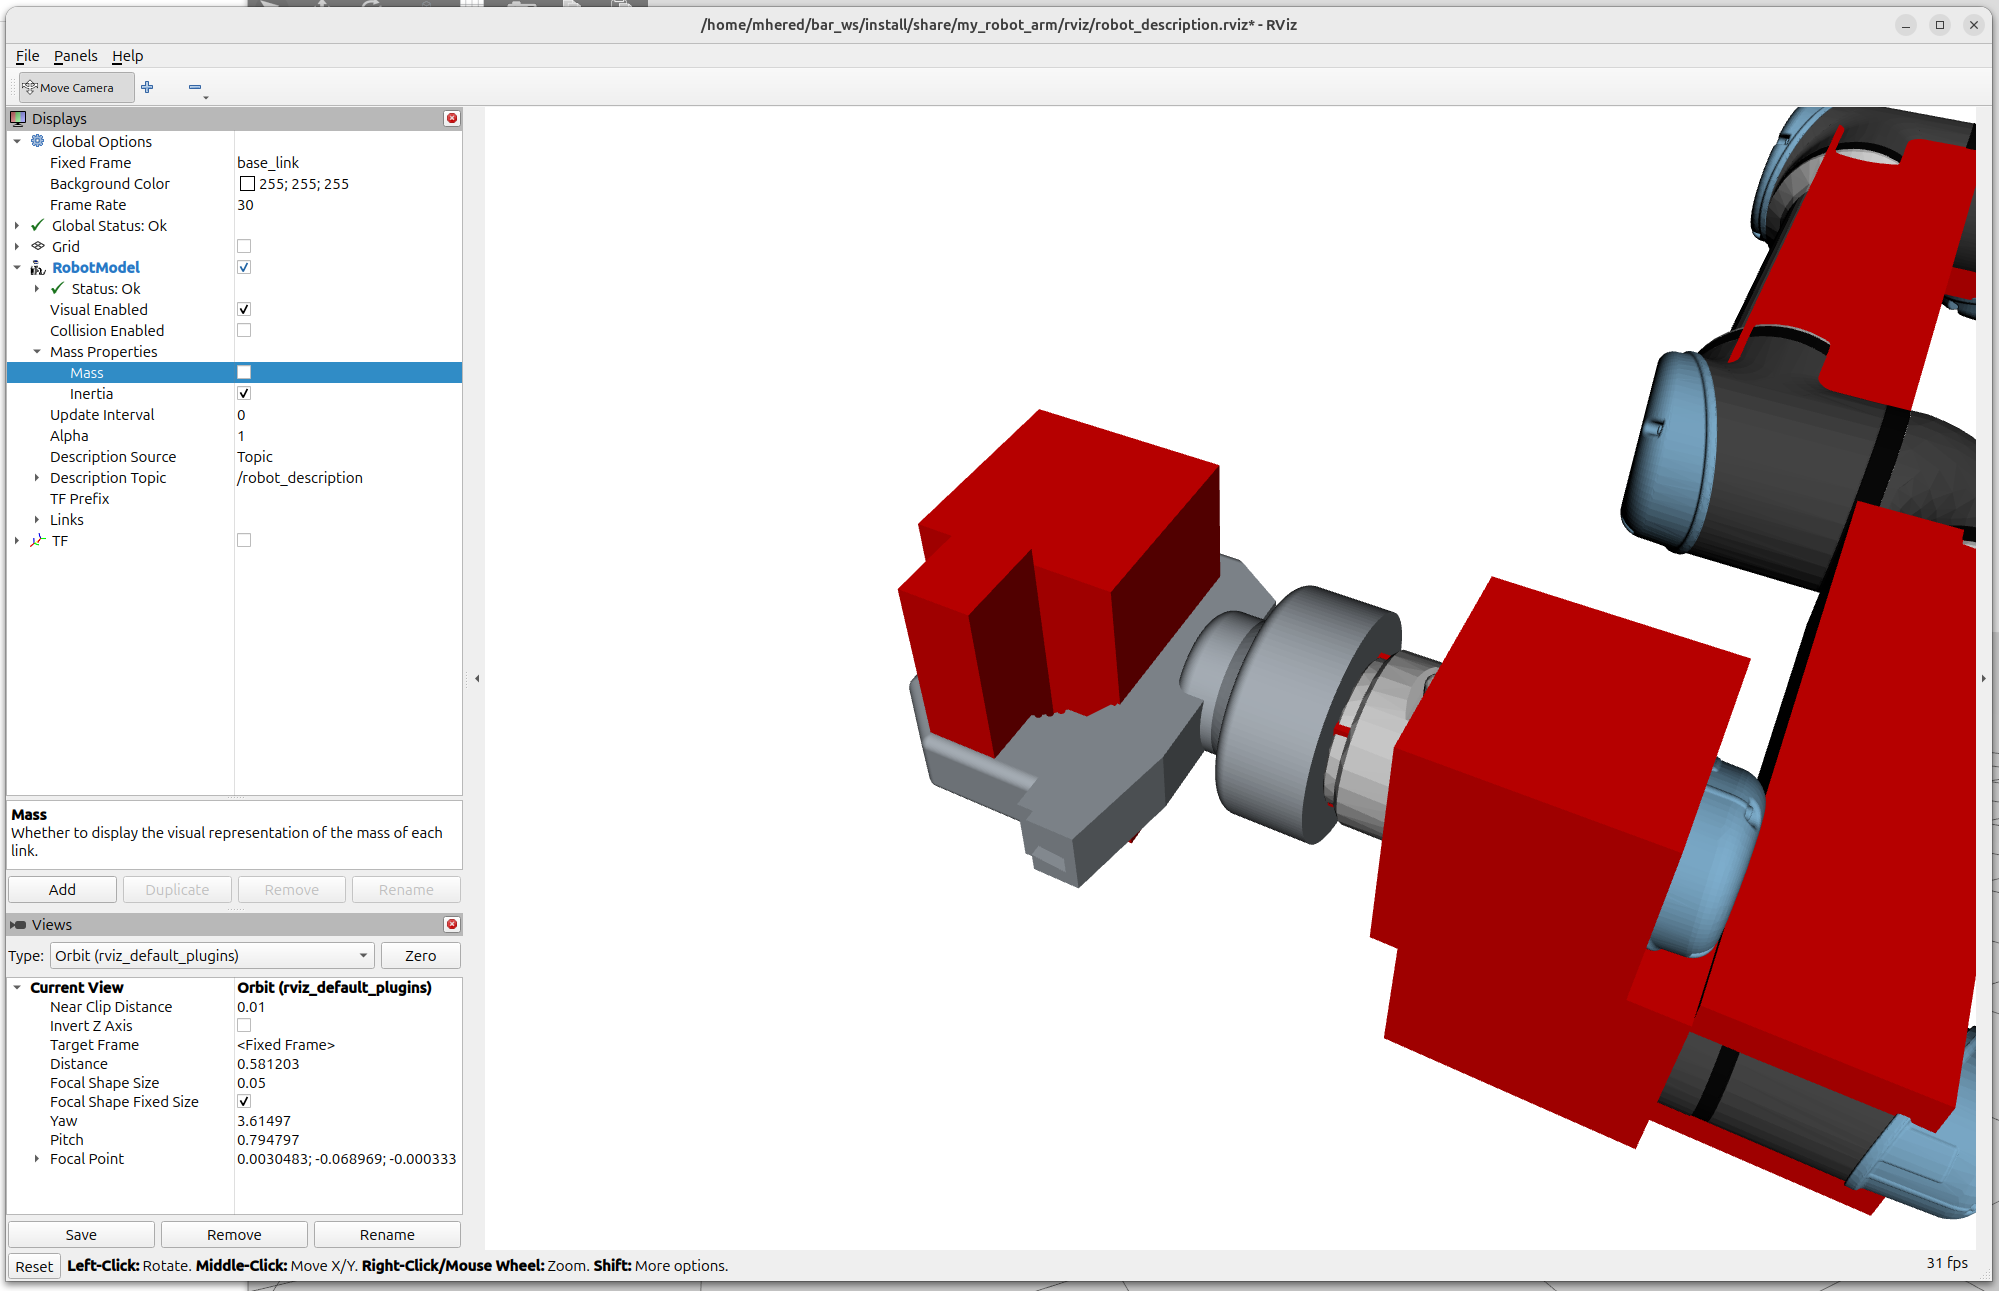 /home/mhered/bar_ws/install/share/my_robot_arm/rviz/robot_description.rviz* - RViz
File Panels Help
Move Camera
Displays
Global Options
Fixed Frame base_link
Background Color 255; 255; 255
Frame Rate 30
Global Status: Ok
Grid
RobotModel
Status: Ok
Visual Enabled
Collision Enabled
Mass Properties
Mass
Inertia
Update Interval 0
Alpha 1
Description Source Topic
Description Topic /robot_description
TF Prefix
Links
TF
Mass
Whether to display the visual representation of the mass of each
link.
Add Duplicate Remove Rename
Views
Type: Orbit (rviz_default_plugins) Zero
Current View Orbit (rviz_default_plugins)
Near Clip Distance 0.01
Invert Z Axis
Target Frame <Fixed Frame>
Distance 0.581203
Focal Shape Size 0.05
Focal Shape Fixed Size
Yaw 3.61497
Pitch 0.794797
Focal Point 0.0030483; -0.068969; -0.000333
Save Remove Rename
Reset Left-Click: Rotate. Middle-Click: Move X/Y. Right-Click/Mouse Wheel: Zoom. Shift: More options. 31 fps